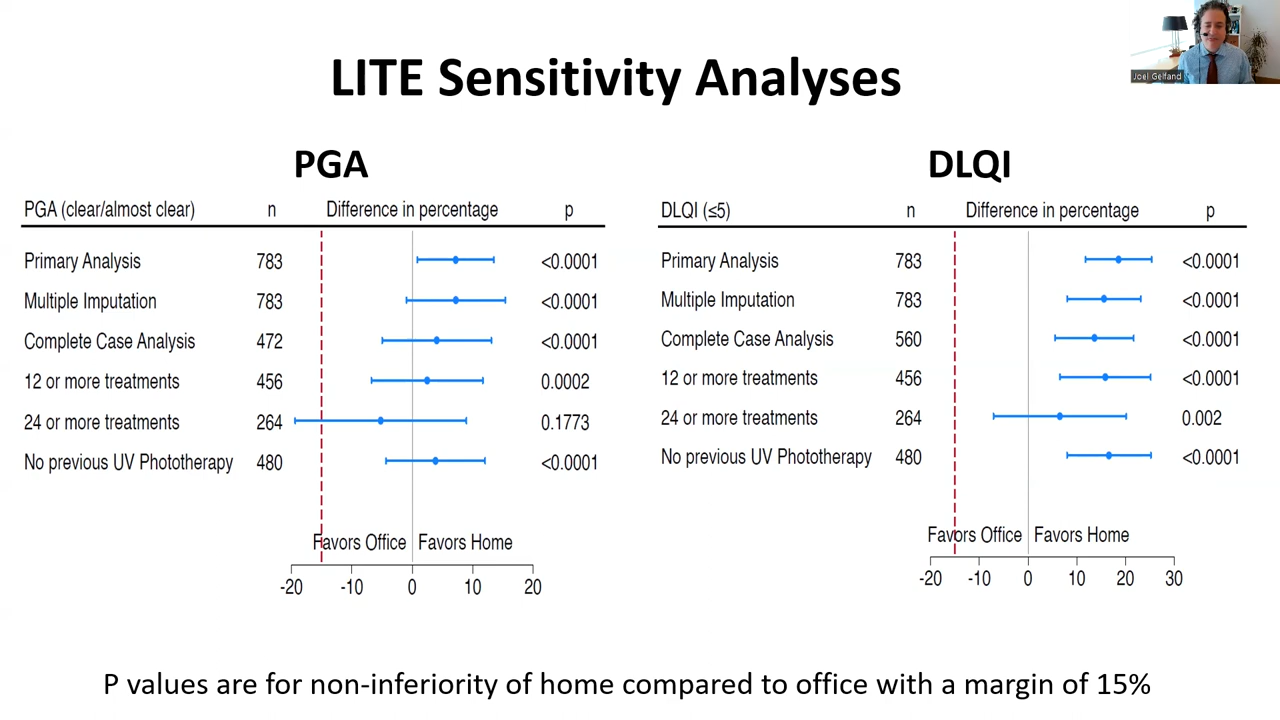 LITE Sensitivity Analyses
Joel Gelfand
PGA
PGA (clear/almost clear) n Difference in percentage p
Primary Analysis 783 <0.0001
Multiple Imputation 783 <0.0001
Complete Case Analysis 472 <0.0001
12 or more treatments 456 0.0002
24 or more treatments 264 0.1773
No previous UV Phototherapy 480 <0.0001
Favors Office Favors Home
-20 -10 0 10 20
DLQI
DLQI (≤5) n Difference in percentage p
Primary Analysis 783 <0.0001
Multiple Imputation 783 <0.0001
Complete Case Analysis 560 <0.0001
12 or more treatments 456 <0.0001
24 or more treatments 264 0.002
No previous UV Phototherapy 480 <0.0001
Favors Office Favors Home
-20 -10 0 10 20 30
P values are for non-inferiority of home compared to office with a margin of 15%